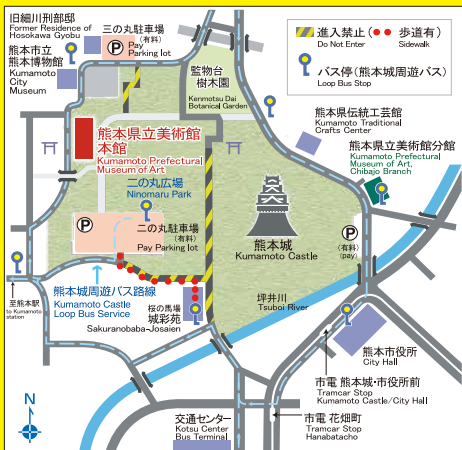 旧細川刑部邸
Former Residence of
Hosokawa Gyobu
三の丸駐車場
(有料)
P
Pay
Parking lot
進入禁止(
歩道有)
Do Not Enter
Sidewalk
バス停(熊本城周遊バス)
Loop Bus Stop
熊本市立
熊本博物館
Kumamoto
City
Museum
監物台
樹木園
Kenmotsu Dai
Botanical Garden
熊本県伝統工芸館
Kumamoto Traditional
Crafts Center
熊本県立美術館
本館
Kumamoto Prefectural
Museum of Art
熊本県立美術館分館
Kumamoto Prefectural
Museum of Art,
Chibajo Branch
二の丸広場
Ninomaru Park
P
二の丸駐車場
(有料)
Pay Parking lot
熊本城
Kumamoto Castle
P
(有料)
(pay)
至熊本駅
to Kumamoto
station
熊本城周遊バス路線
Kumamoto Castle
Loop Bus Service
桜の馬場
城彩苑
Sakuranobaba-Josaien
坪井川
Tsuboi River
熊本市役所
City Hall
市電 熊本城・市役所前
Tramcar Stop
Kumamoto Castle/City Hall
市電 花畑町
Tramcar Stop
Hanabatacho
交通センター
Kotsu Center
Bus Terminal
N